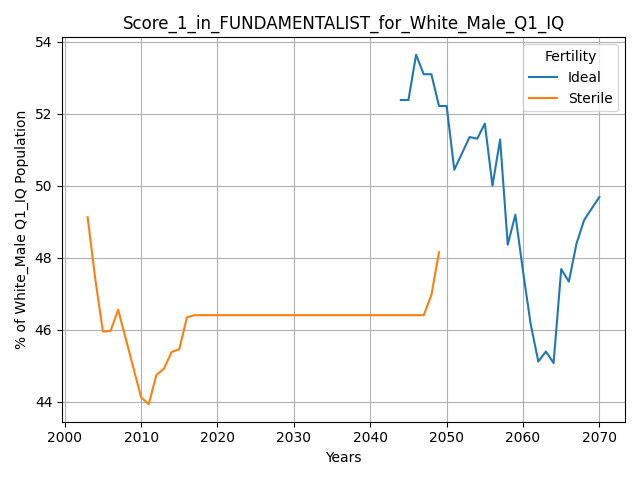 Score_1_in_FUNDAMENTALIST_for_White_Male_Q1_IQ
Fertility
Ideal
Sterile
% of White_Male Q1_IQ Population
54
52
50
48
46
44
2000 2010 2020 2030 2040 2050 2060 2070
Years